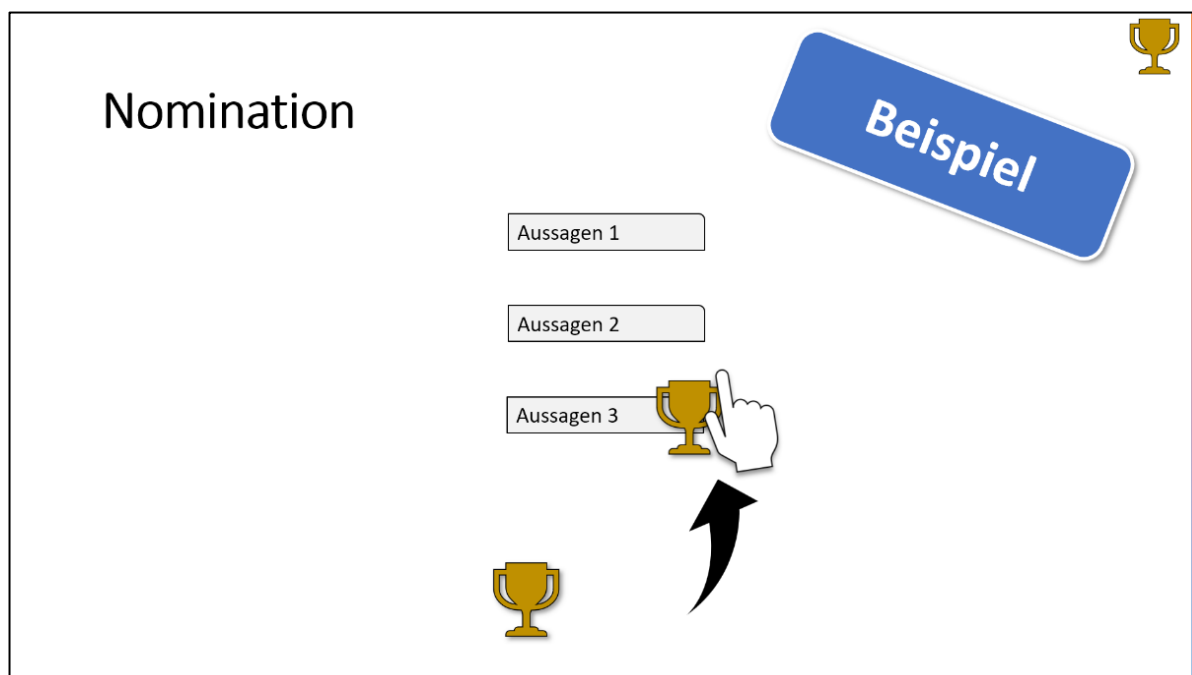 Nomination
Beispiel
Aussagen 1
Aussagen 2
Aussagen 3